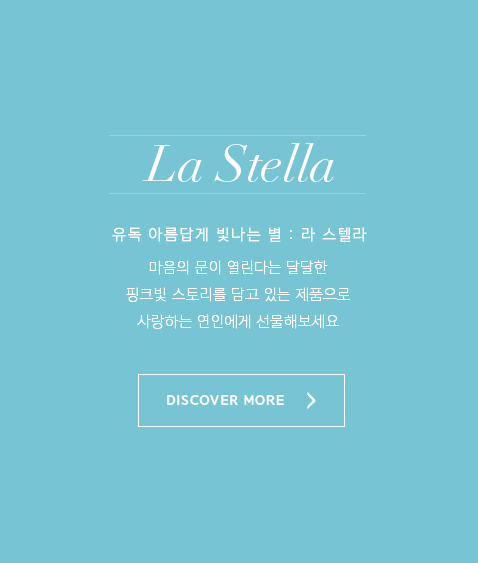 La Stella
유독 아름답게 빛나는 별 : 라 스텔라
마음의 문이 열린다는 달달한
핑크빛 스토리를 담고 있는 제품으로
사랑하는 연인에게 선물해보세요
DISCOVER MORE